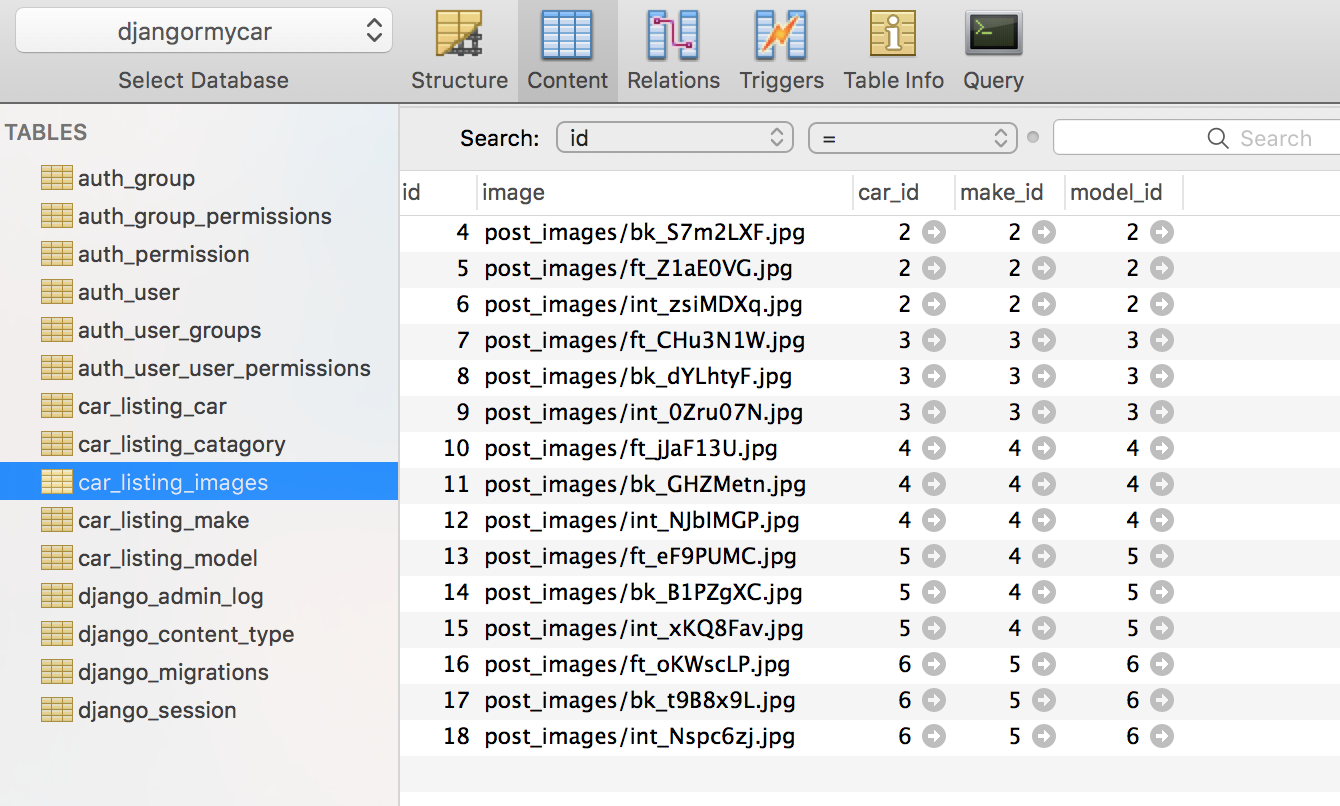 djangormycar
Select Database
Structure Content Relations Triggers Table Info Query
TABLES
auth_group
auth_group_permissions
auth_permission
auth_user
auth_user_groups
auth_user_user_permissions
car_listing_car
car_listing_catagory
car_listing_images
car_listing_make
car_listing_model
django_admin_log
django_content_type
django_migrations
django_session
Search: id = Search
id image car_id make_id model_id
4 post_images/bk_S7m2LXF.jpg 2 2 2
5 post_images/ft_Z1aE0VG.jpg 2 2 2
6 post_images/int_zsiMDXq.jpg 2 2 2
7 post_images/ft_CHu3N1W.jpg 3 3 3
8 post_images/bk_dYLhtyF.jpg 3 3 3
9 post_images/int_0Zru07N.jpg 3 3 3
10 post_images/ft_jJaF13U.jpg 4 4 4
11 post_images/bk_GHZMetn.jpg 4 4 4
12 post_images/int_NJbIMGP.jpg 4 4 4
13 post_images/ft_eF9PUMC.jpg 5 4 5
14 post_images/bk_B1PZgXC.jpg 5 4 5
15 post_images/int_xKQ8Fav.jpg 5 4 5
16 post_images/ft_oKWscLP.jpg 6 5 6
17 post_images/bk_t9B8x9L.jpg 6 5 6
18 post_images/int_Nspc6zj.jpg 6 5 6